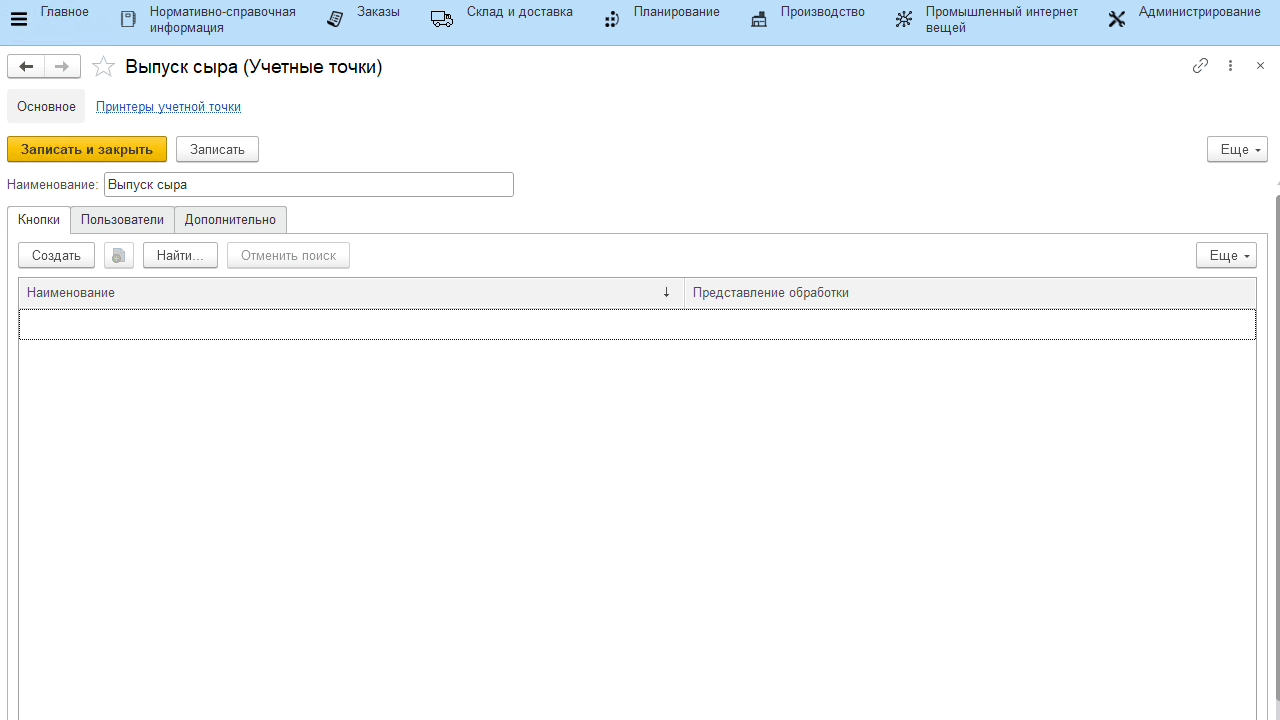 Главное
Нормативно-справочная
информация
Заказы
Склад и доставка
Планирование
Производство
Промышленный интернет
вещей
Администрирование
Выпуск сыра (Учетные точки)
Основное
Принтеры учетной точки
Записать и закрыть
Записать
Еще
Наименование: Выпуск сыра
Кнопки
Пользователи
Дополнительно
Создать
Найти...
Отменить поиск
Еще
Наименование
Представление обработки